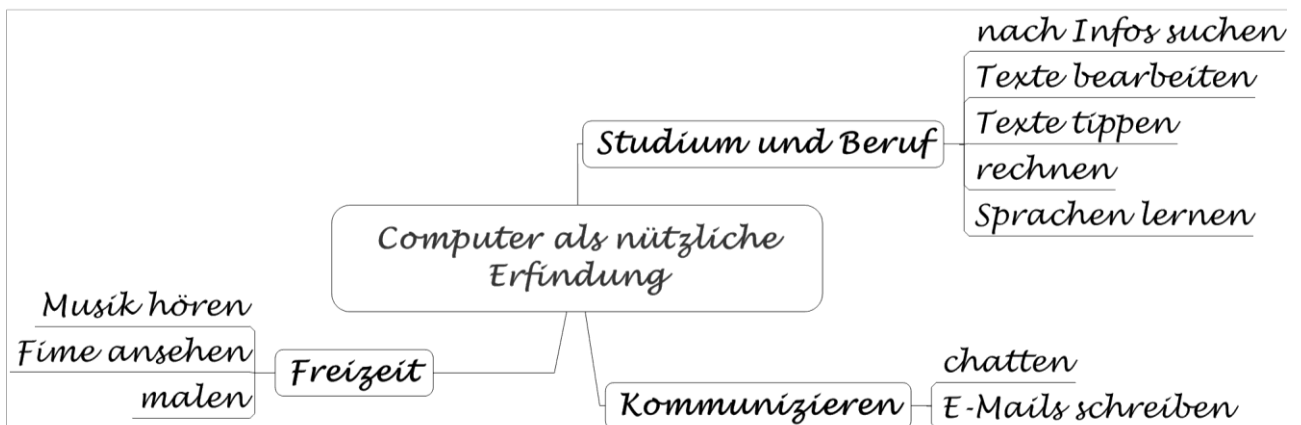 nach Infos suchen
Texte bearbeiten
Texte tippen
rechnen
Sprachen lernen
Studium und Beruf
Computer als nützliche
Erfindung
Musik hören
Fime ansehen
malen
Freizeit
Kommunizieren
chatten
E-Mails schreiben